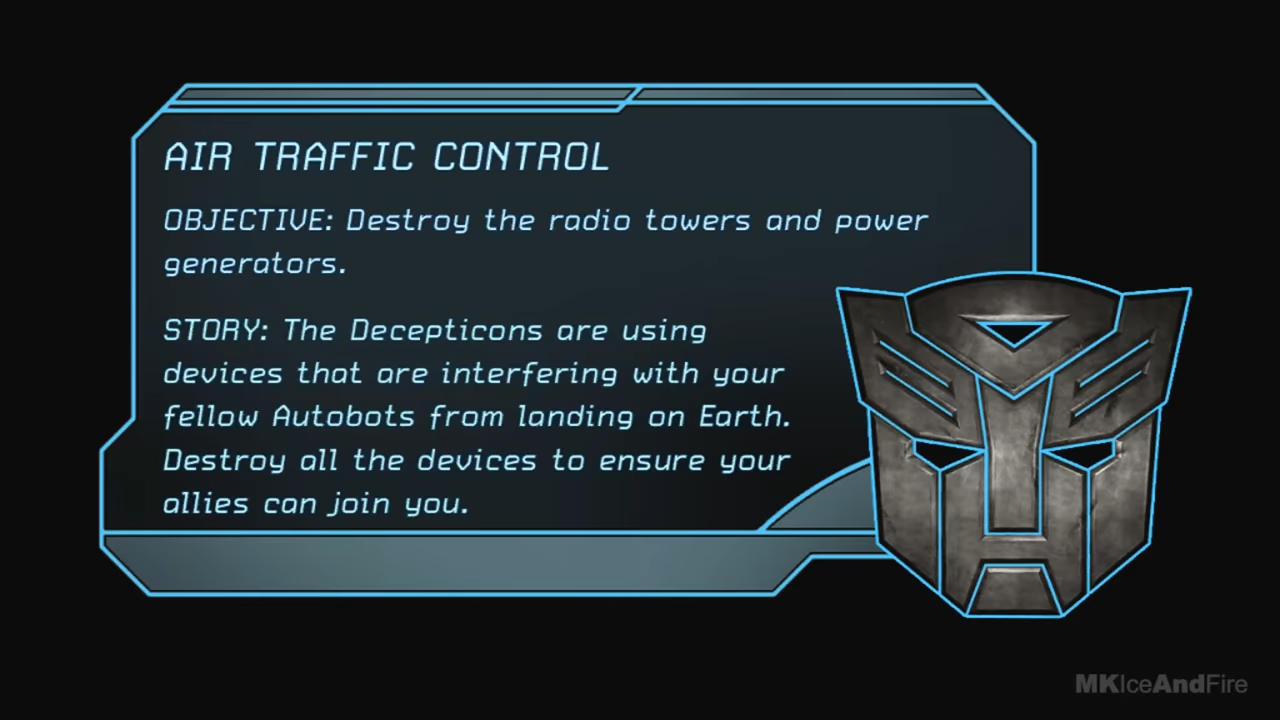 AIR TRAFFIC CONTROL
OBJECTIVE: Destroy the radio towers and power
generators.
STORY: The Decepticons are using
devices that are interfering with your
fellow Autobots from landing on Earth.
Destroy all the devices to ensure your
allies can join you.
MKIceAndFire